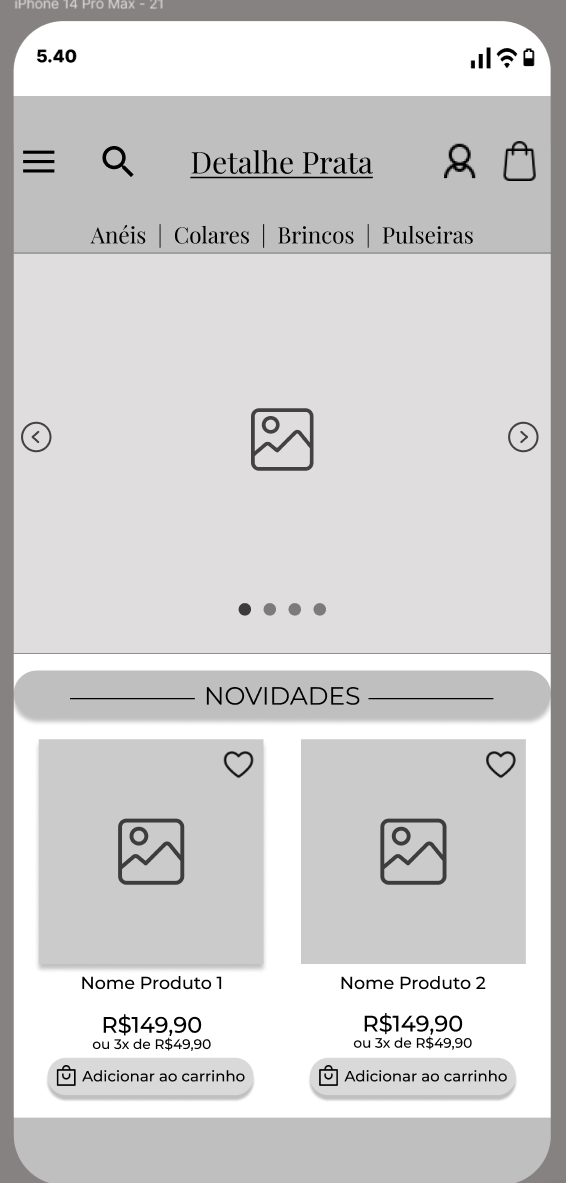 iPhone 14 Pro Max - 21
5.40
Detalhe Prata
Anéis | Colares | Brincos | Pulseiras
NOVIDADES
Nome Produto 1
Nome Produto 2
R$149,90
R$149,90
ou 3x de R$49,90
ou 3x de R$49,90
Adicionar ao carrinho
Adicionar ao carrinho